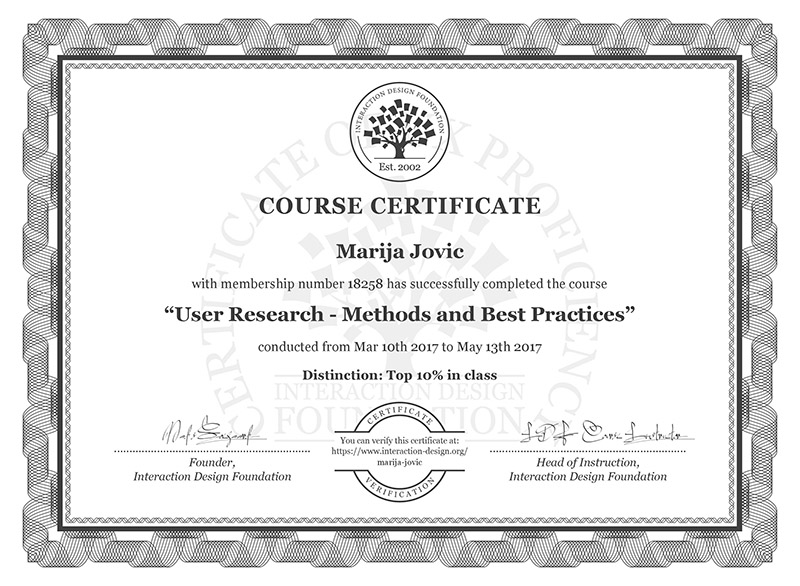 INTERACTION DESIGN FOUNDATION
Est. 2002
CERTIFICATE OF UX PROFICIENCY
COURSE CERTIFICATE
Marija Jovic
with membership number 18258 has successfully completed the course
“User Research - Methods and Best Practices”
conducted from Mar 10th 2017 to May 13th 2017
Distinction: Top 10% in class
INTERACTION DESIGN
FOUNDATION
CERTIFICATE
You can verify this certificate at:
https://www.interaction-design.org/
marija-jovic
VERIFICATION
Founder,
Interaction Design Foundation
Head of Instruction,
Interaction Design Foundation